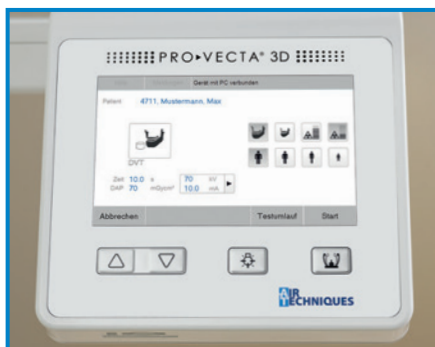 PRO▸VECTA® 3D
Gerät mit PC verbunden
Patient 4711, Mustermann, Max
DVT
Zeit 10.0 s 70 kV
DAP 70 mGycm² 10.0 mA
Abbrechen Testumlauf Start
AIR
TECHNIQUES